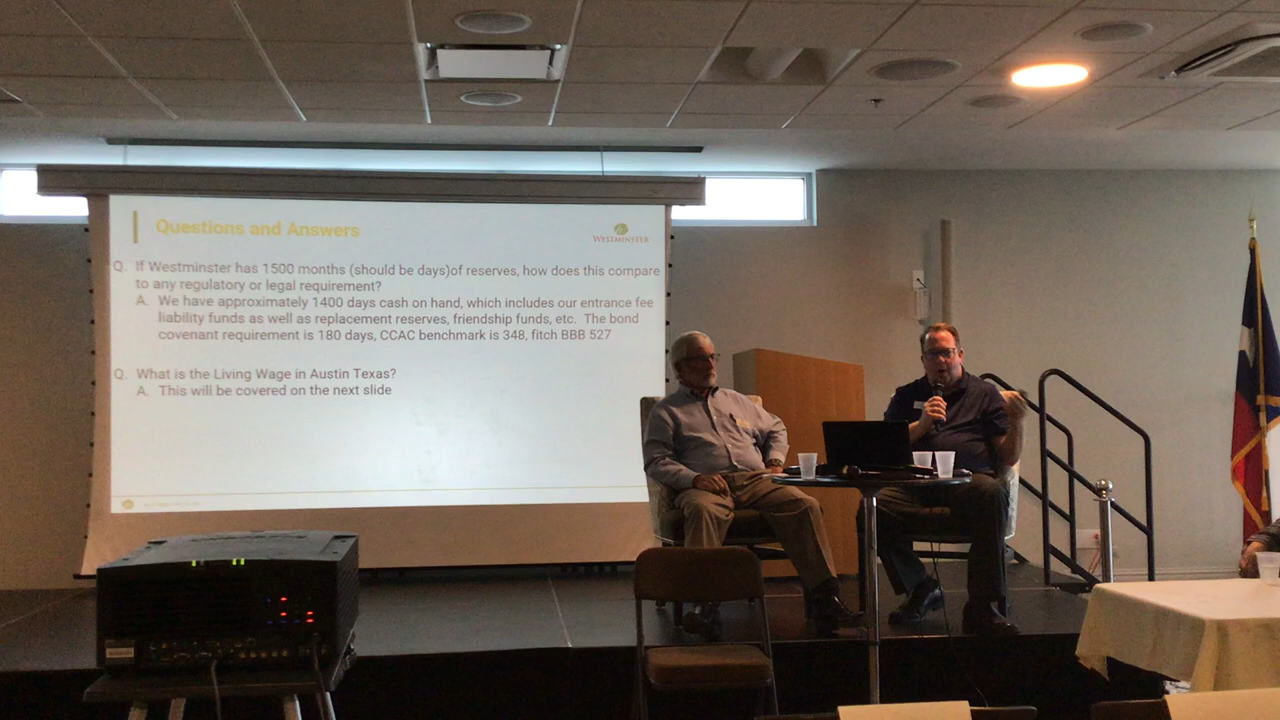 Questions and Answers
WESTMINSTER
Q. If Westminster has 1500 months (should be days)of reserves, how does this compare
to any regulatory or legal requirement?
A. We have approximately 1400 days cash on hand, which includes our entrance fee
liability funds as well as replacement reserves, friendship funds, etc. The bond
covenant requirement is 180 days, CCAC benchmark is 348, fitch BBB 527
Q. What is the Living Wage in Austin Texas?
A. This will be covered on the next slide